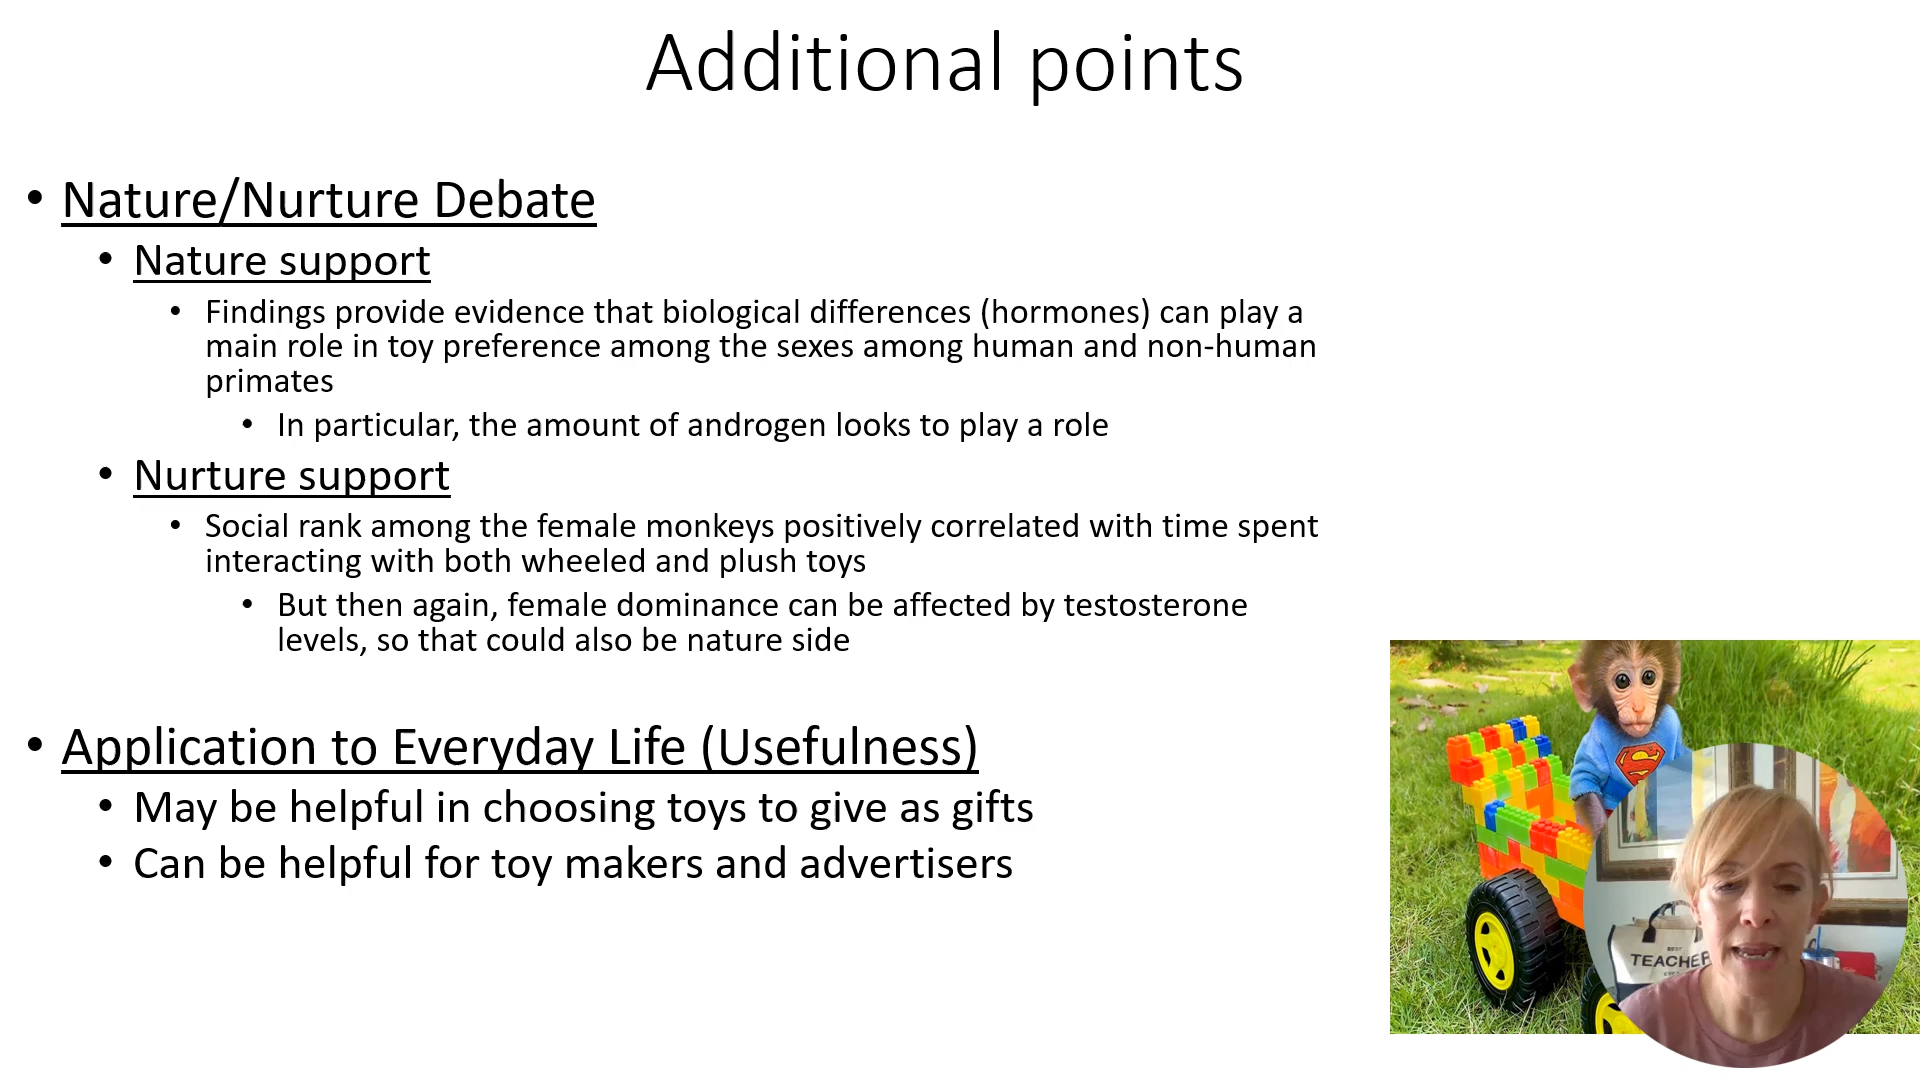 Additional points
• Nature/Nurture Debate
• Nature support
• Findings provide evidence that biological differences (hormones) can play a
main role in toy preference among the sexes among human and non-human
primates
• In particular, the amount of androgen looks to play a role
• Nurture support
• Social rank among the female monkeys positively correlated with time spent
interacting with both wheeled and plush toys
• But then again, female dominance can be affected by testosterone
levels, so that could also be nature side
• Application to Everyday Life (Usefulness)
• May be helpful in choosing toys to give as gifts
• Can be helpful for toy makers and advertisers
BEST
TEACHER